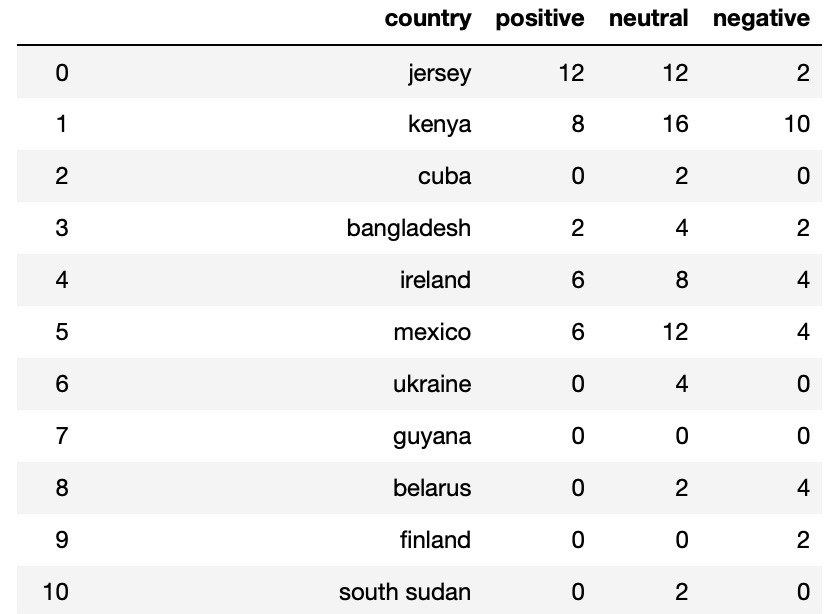 country positive neutral negative
0 jersey 12 12 2
1 kenya 8 16 10
2 cuba 0 2 0
3 bangladesh 2 4 2
4 ireland 6 8 4
5 mexico 6 12 4
6 ukraine 0 4 0
7 guyana 0 0 0
8 belarus 0 2 4
9 finland 0 0 2
10 south sudan 0 2 0